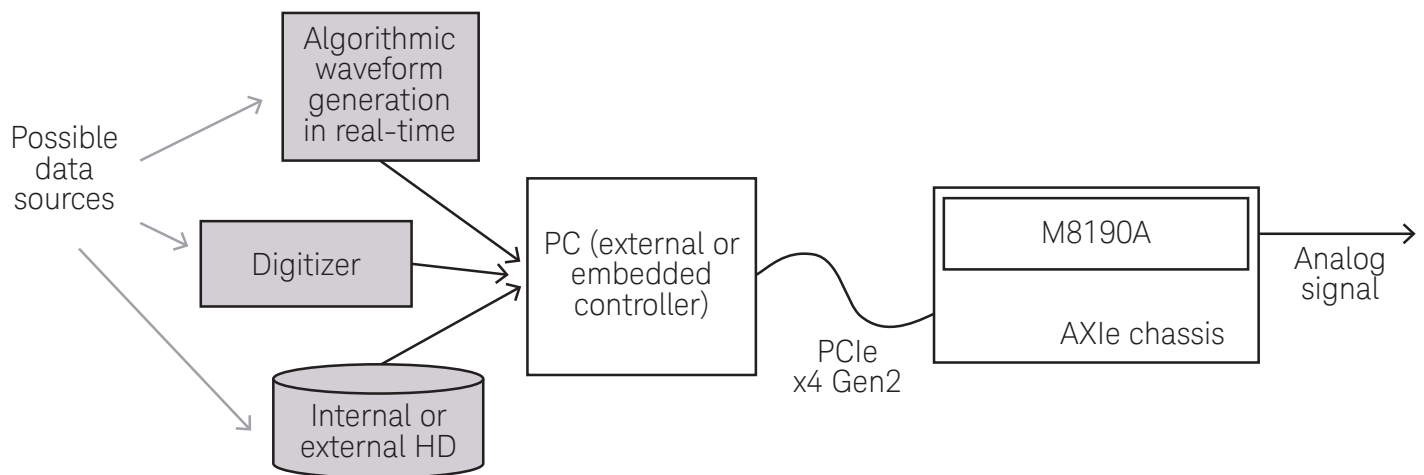 Possible
data
sources
Algorithmic
waveform
generation
in real-time
Digitizer
Internal or
external HD
PC (external or
embedded
controller)
PCIe
x4 Gen2
M8190A
AXIe chassis
Analog
signal